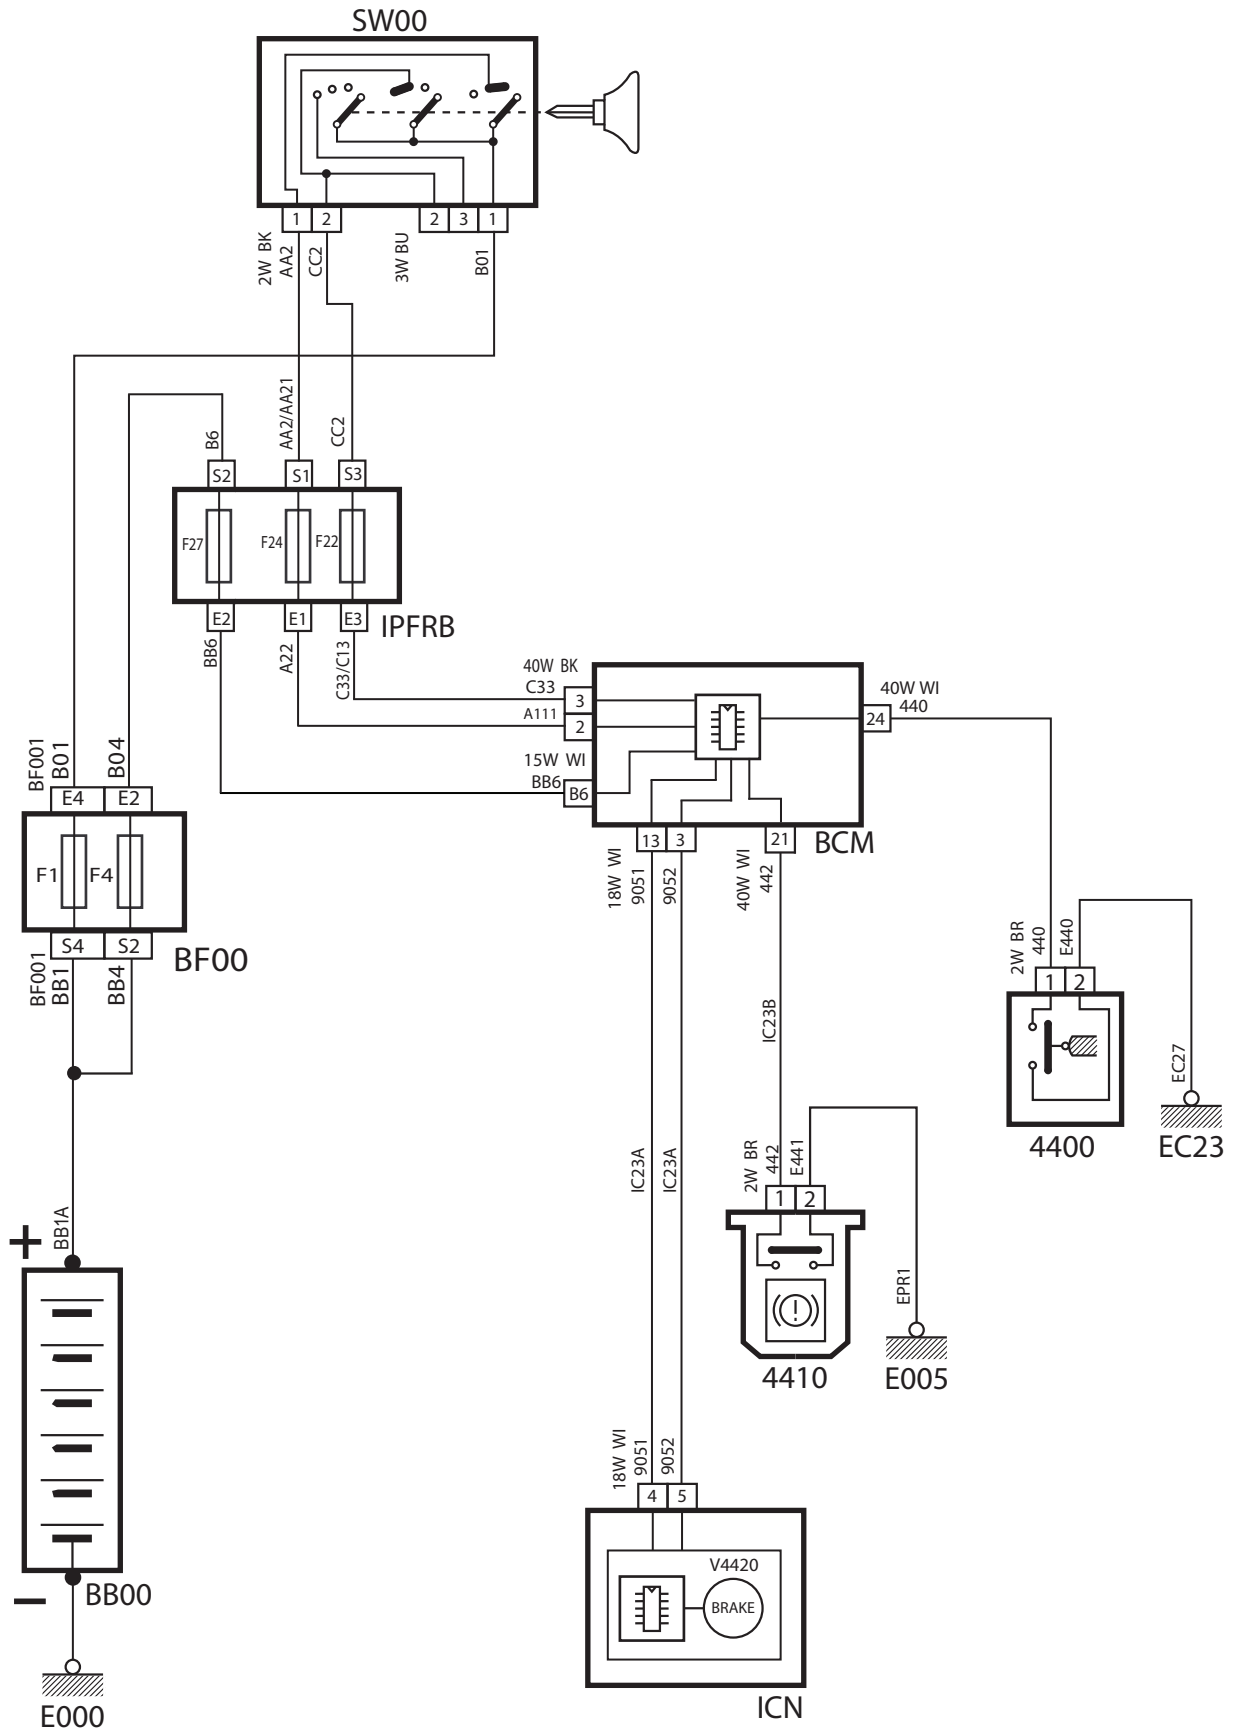 SW00
1
2
2
3
1
2W BK
AA2
CC2
3W BU
B01
B6
AA2/AA21
CC2
S2
S1
S3
F27
F24
F22
E2
E1
E3
IPFRB
BB6
A22
C33/C13
40W BK
C33
3
A111
2
15W WI
BB6
B6
40W WI
440
24
BCM
13
3
21
18W WI
9051
9052
40W WI
442
BF001
B01
B04
E4
E2
F1
F4
S4
S2
BF00
BF001
BB1
BB4
2W BR
440
E440
1
2
4400
EC27
EC23
IC23B
IC23A
IC23A
2W BR
442
E441
1
2
!
4410
EPR1
E005
+
BB1A
–
BB00
E000
18W WI
9051
9052
4
5
V4420
BRAKE
ICN